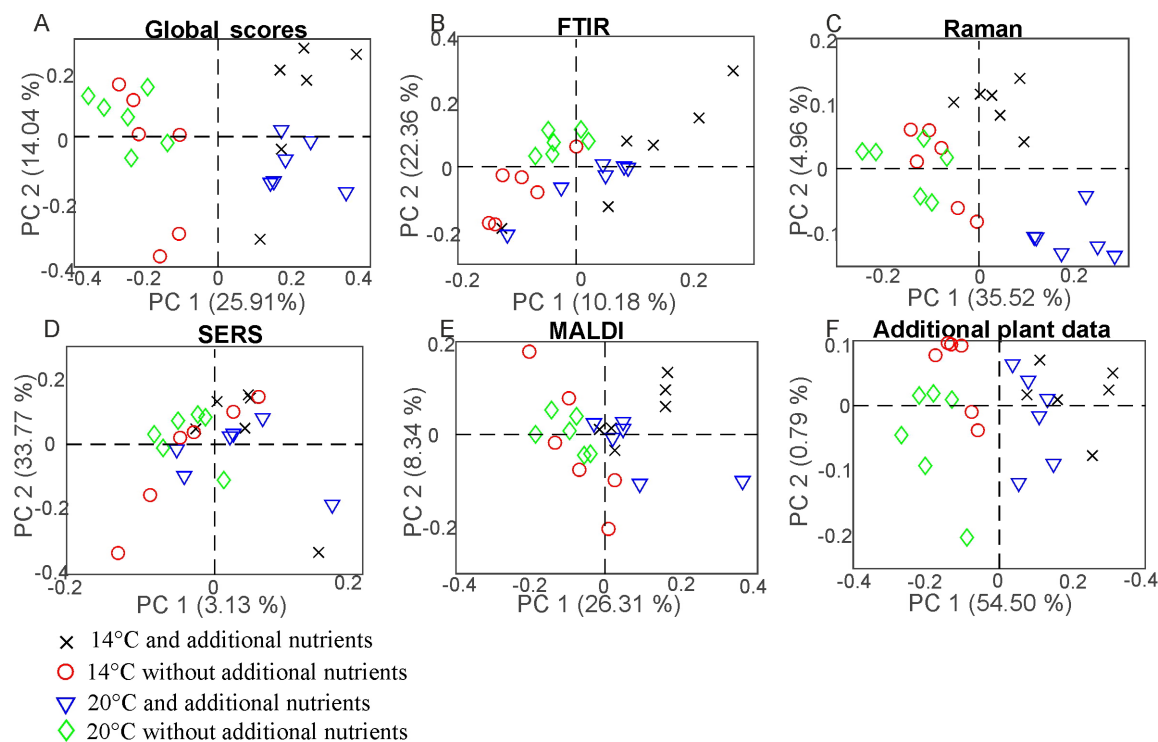 A
Global scores
0.2
0
-0.2
-0.4
PC 2 (14.04 %)
-0.4
-0.2
0
0.2
0.4
PC 1 (25.91%)
B
FTIR
0.4
0.2
0
-0.2
PC 2 (22.36 %)
-0.2
0
0.2
PC 1 (10.18 %)
C
Raman
0.2
0.1
0
-0.1
PC 2 (4.96 %)
-0.2
0
0.2
PC 1 (35.52 %)
D
SERS
0.2
0
-0.2
-0.4
PC 2 (33.77 %)
-0.2
0
0.2
PC 1 (3.13 %)
E
MALDI
0.2
0
-0.2
PC 2 (8.34 %)
-0.4
-0.2
0
0.2
0.4
PC 1 (26.31 %)
F
Additional plant data
0.1
0
-0.1
-0.2
PC 2 (0.79 %)
-0.4
-0.2
0
0.2
-0.4
PC 1 (54.50 %)
14°C and additional nutrients
14°C without additional nutrients
20°C and additional nutrients
20°C without additional nutrients